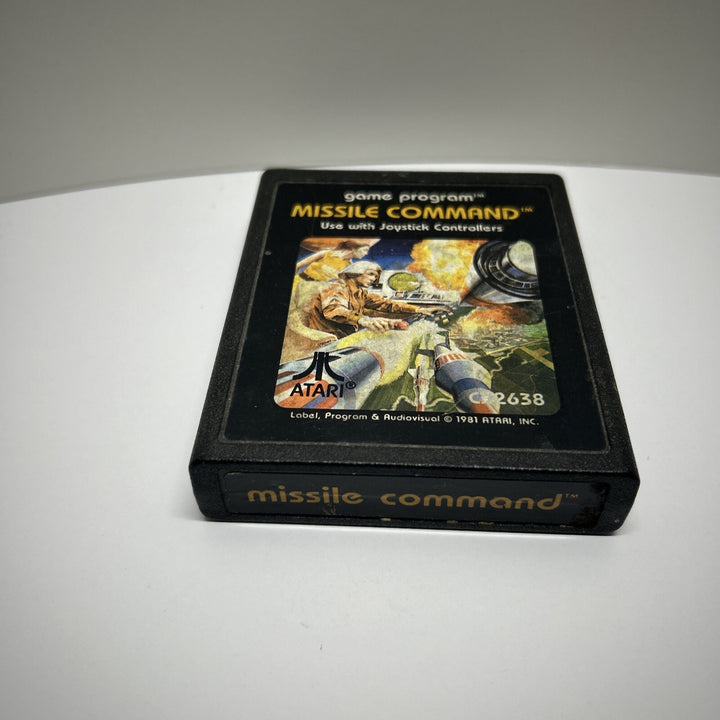 game program™
MISSILE COMMAND™
Use with Joystick Controllers
ATARI®
CX2638
Label, Program & Audiovisual © 1981 ATARI, INC.
missile command™